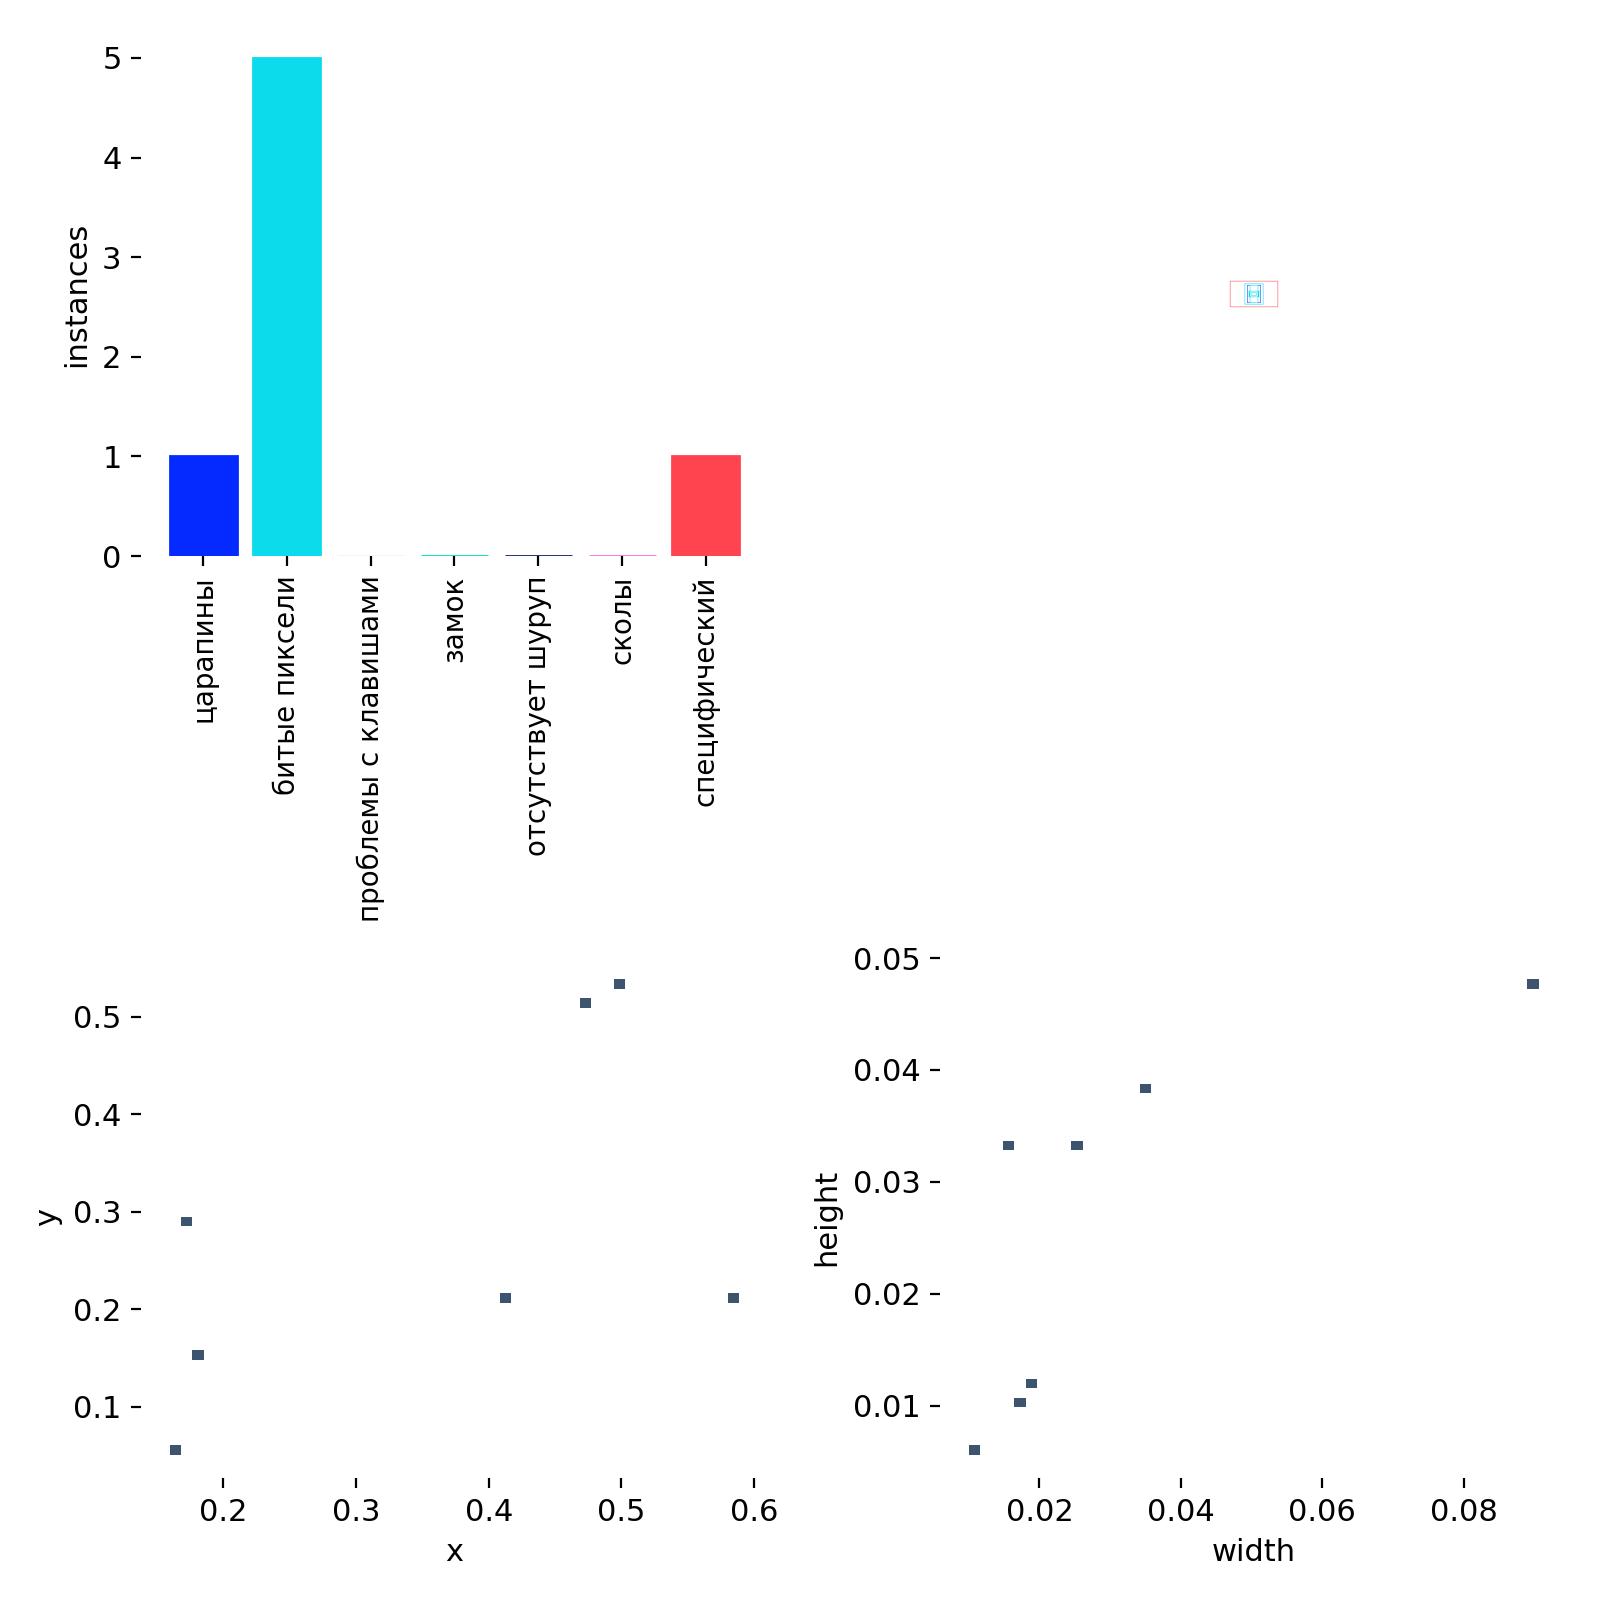 5
4
3
2
1
0
instances
царапины
битые пиксели
проблемы с клавишами
замок
отсутствует шуруп
сколы
специфический
0.5
0.4
0.3
0.2
0.1
y
0.2 0.3 0.4 0.5 0.6
x
0.05
0.04
0.03
0.02
0.01
height
0.02 0.04 0.06 0.08
width